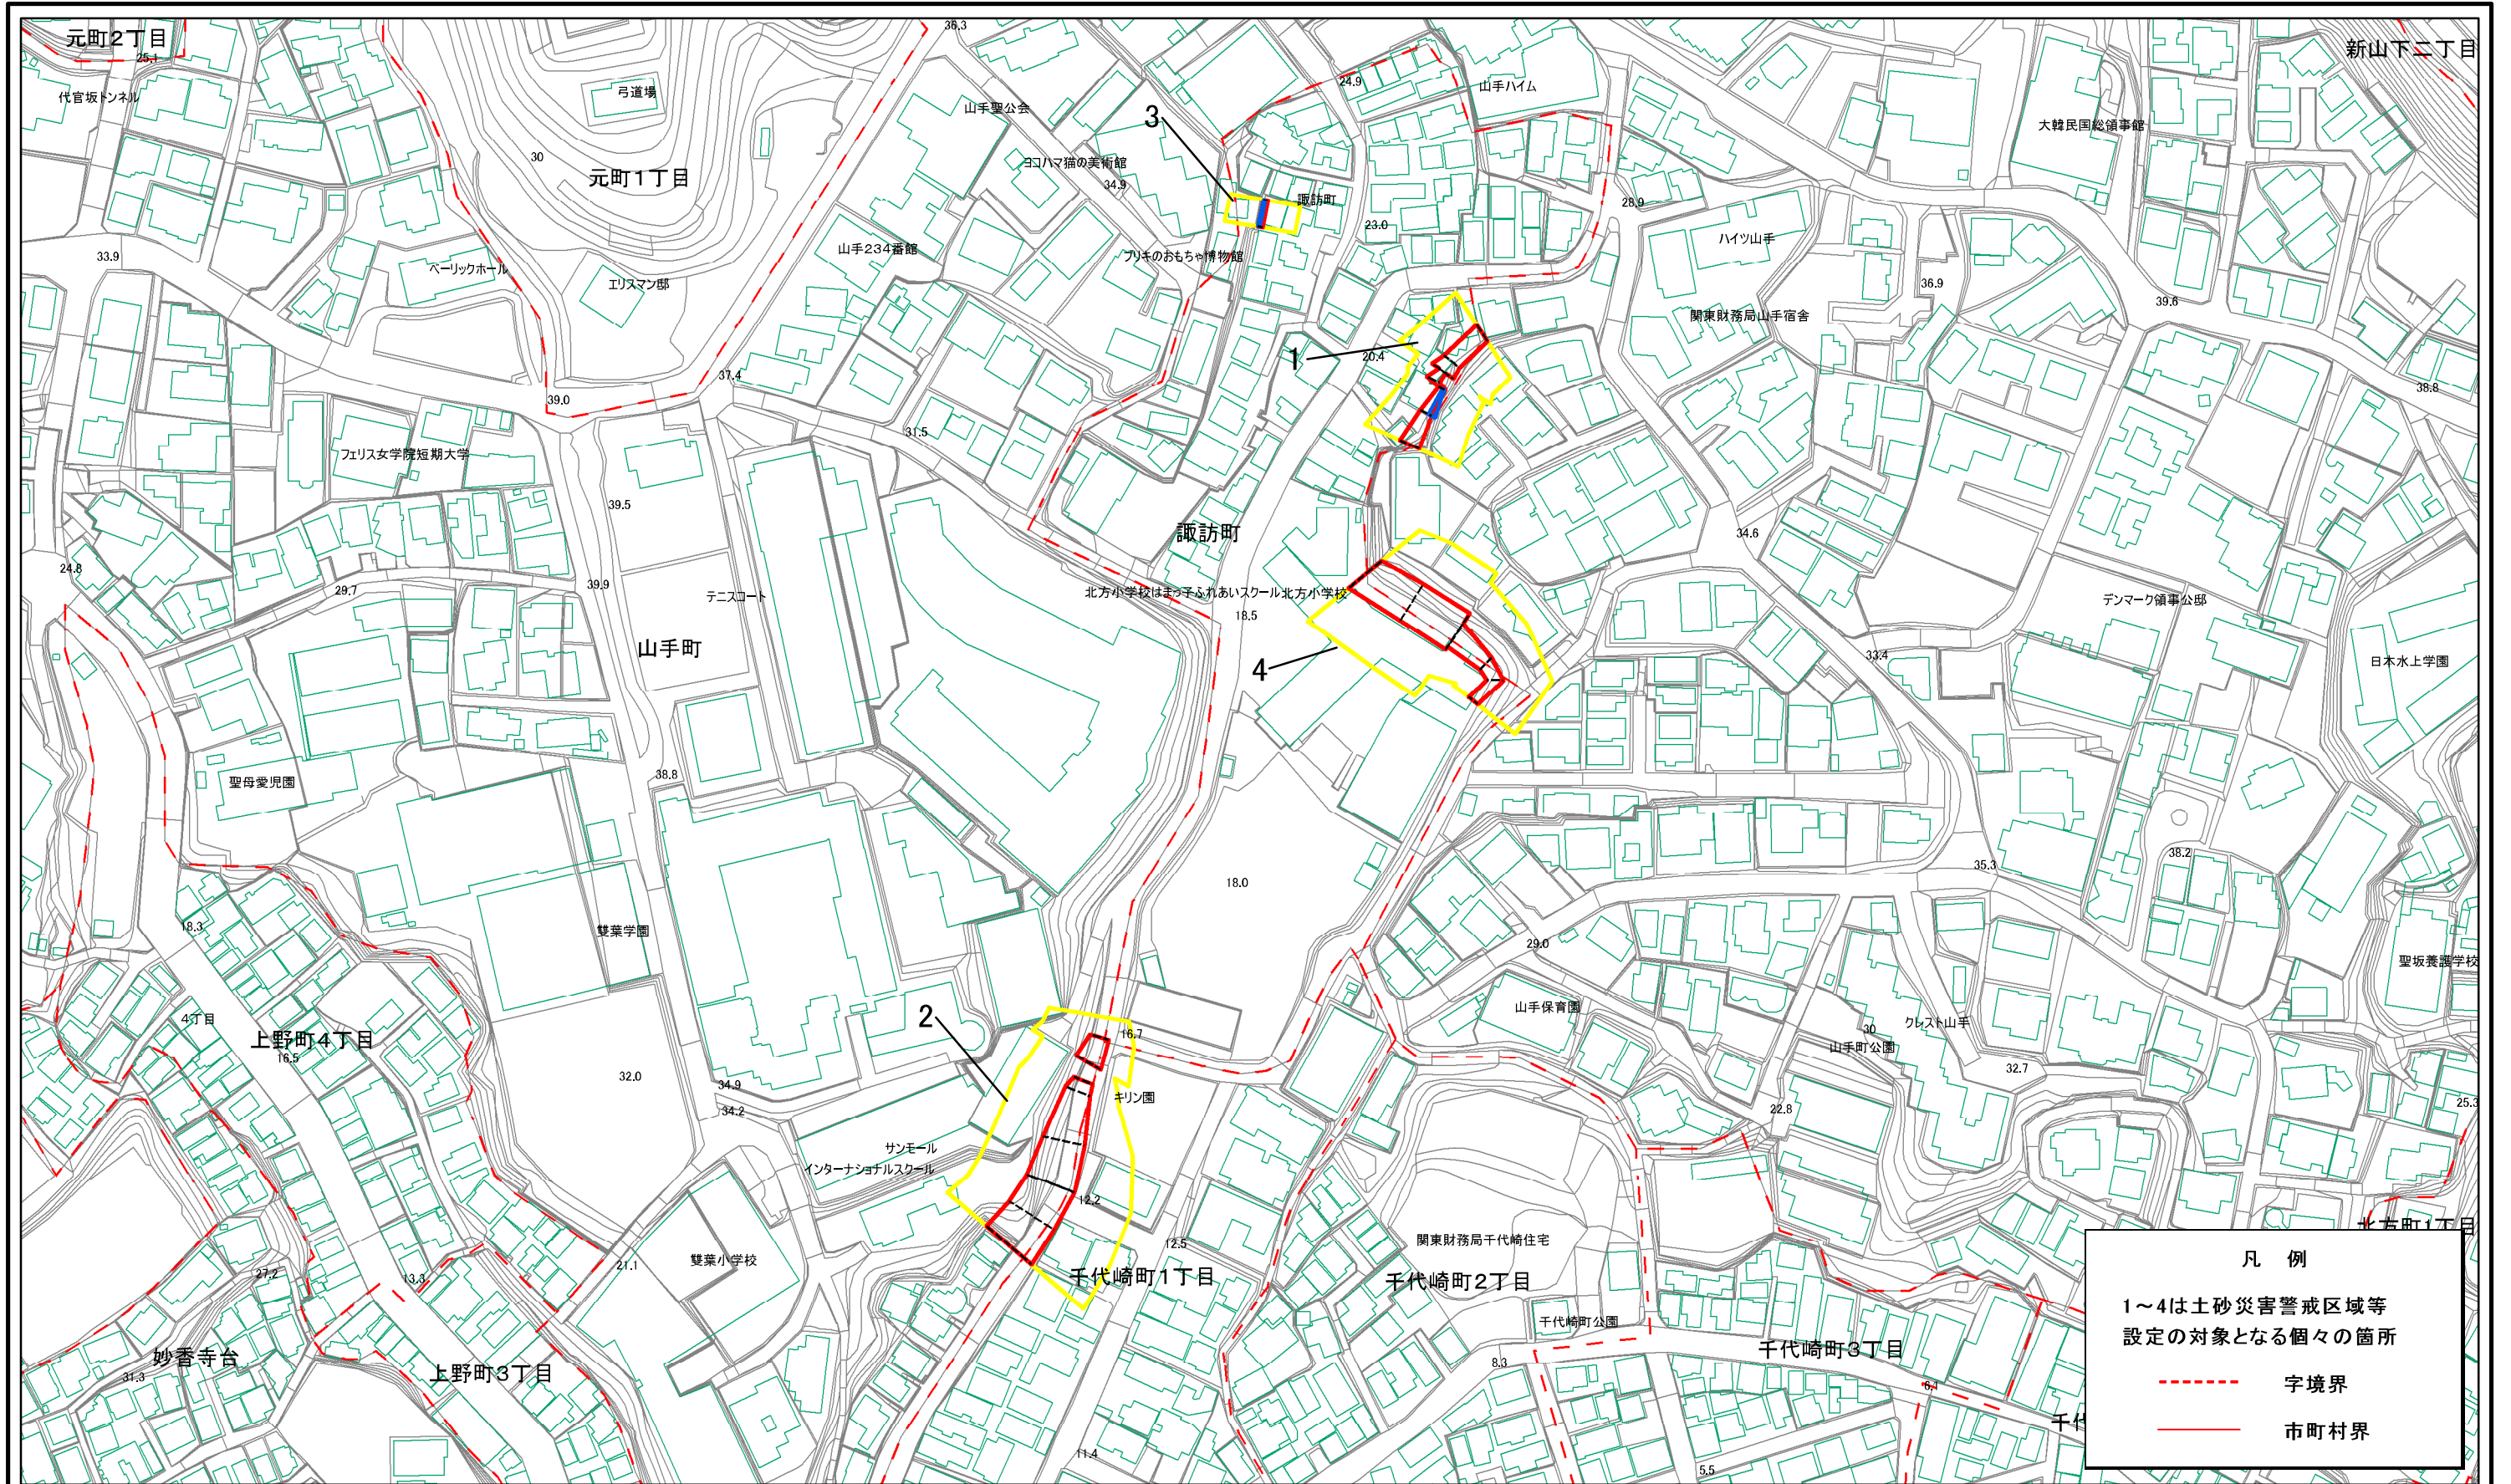 元町2丁目
25.1
36.3
新山下二丁目
代官坂トンネル
弓道場
24.9
山手ハイム
山手聖公会
3
大韓民国総領事館
30
元町1丁目
ヨコハマ猫の美術館
34.9
諏訪町
28.9
23.0
ハイツ山手
山手234番館
33.9
ベーリックホール
ブリキのおもちゃ博物館
エリスマン邸
36.9
39.6
関東財務局山手宿舎
1
20.4
37.4
38.8
39.0
31.5
フェリス女学院短期大学
39.5
諏訪町
34.6
24.8
29.7
39.9
テニスコート
北方小学校はまっ子ふれあいスクール北方小学校
デンマーク領事公邸
18.5
山手町
4
33.4
日本水上学園
聖母愛児園
38.8
38.2
35.3
18.0
18.3
雙葉学園
29.0
聖坂養護学校
山手保育園
4丁目
2
クレスト山手
上野町4丁目
16.7
30
16.5
山手町公園
32.0
32.7
34.9
キリン園
34.2
22.8
25.3
サンモール
インターナショナルスクール
12.2
北方町1丁目
関東財務局千代崎住宅
12.5
雙葉小学校
21.1
27.2
13.3
千代崎町1丁目
千代崎町2丁目
千代崎町公園
千代崎町3丁目
妙香寺台
8.3
31.3
上野町3丁目
6.1
11.4
5.5
凡 例
1～4は土砂災害警戒区域等
設定の対象となる個々の箇所
字境界
市町村界